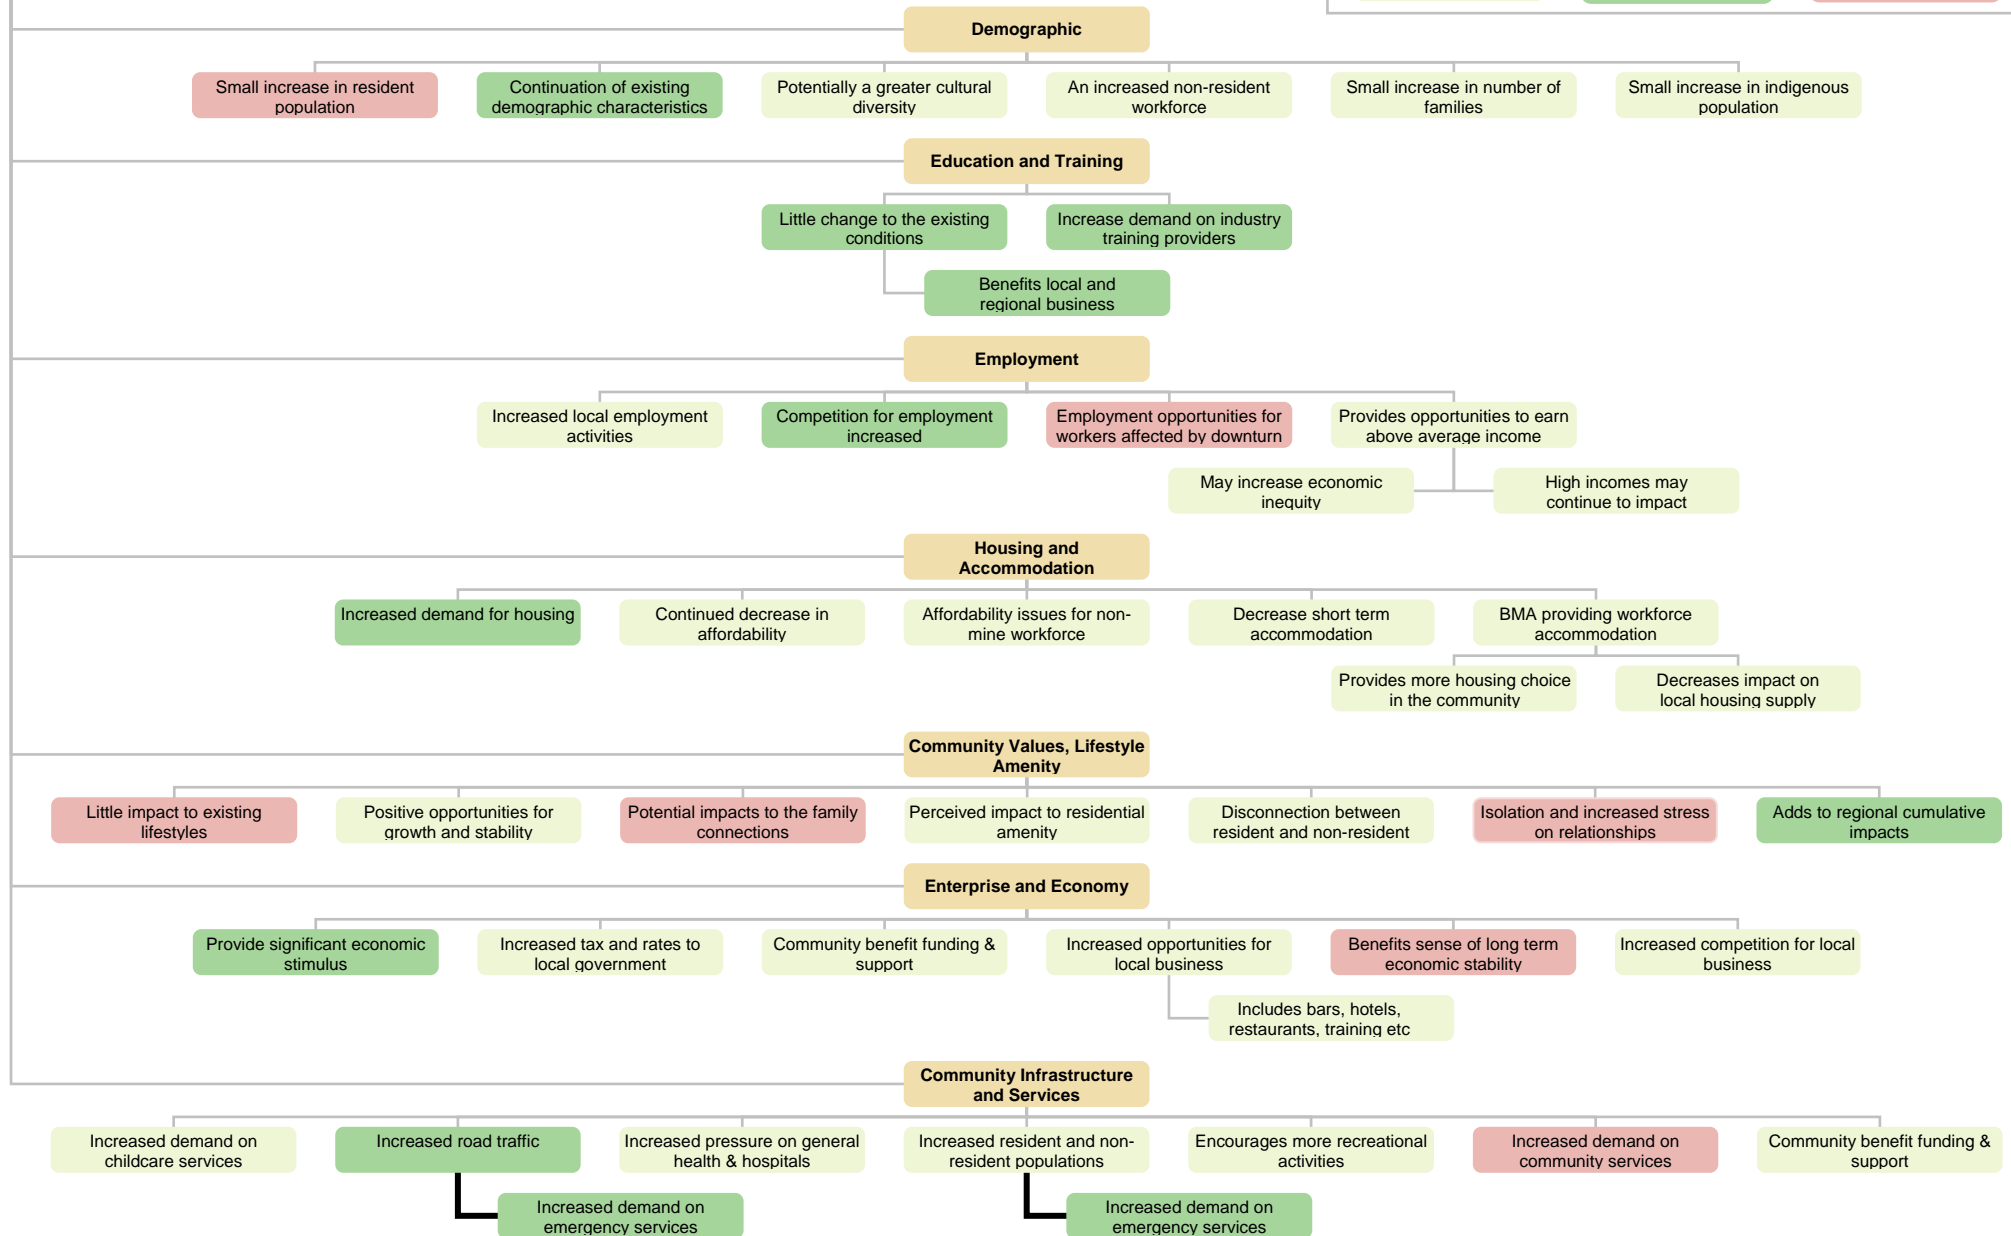 Demographic
Small increase in resident
population
Continuation of existing
demographic characteristics
Potentially a greater cultural
diversity
An increased non-resident
workforce
Small increase in number of
families
Small increase in indigenous
population
Education and Training
Little change to the existing
conditions
Increase demand on industry
training providers
Benefits local and
regional business
Employment
Increased local employment
activities
Competition for employment
increased
Employment opportunities for
workers affected by downturn
Provides opportunities to earn
above average income
May increase economic
inequity
High incomes may
continue to impact
Housing and
Accommodation
Increased demand for housing
Continued decrease in
affordability
Affordability issues for non-
mine workforce
Decrease short term
accommodation
BMA providing workforce
accommodation
Provides more housing choice
in the community
Decreases impact on
local housing supply
Community Values, Lifestyle
Amenity
Little impact to existing
lifestyles
Positive opportunities for
growth and stability
Potential impacts to the family
connections
Perceived impact to residential
amenity
Disconnection between
resident and non-resident
Isolation and increased stress
on relationships
Adds to regional cumulative
impacts
Enterprise and Economy
Provide significant economic
stimulus
Increased tax and rates to
local government
Community benefit funding &
support
Increased opportunities for
local business
Benefits sense of long term
economic stability
Increased competition for local
business
Includes bars, hotels,
restaurants, training etc
Community Infrastructure
and Services
Increased demand on
childcare services
Increased road traffic
Increased pressure on general
health & hospitals
Increased resident and non-
resident populations
Encourages more recreational
activities
Increased demand on
community services
Community benefit funding &
support
Increased demand on
emergency services
Increased demand on
emergency services